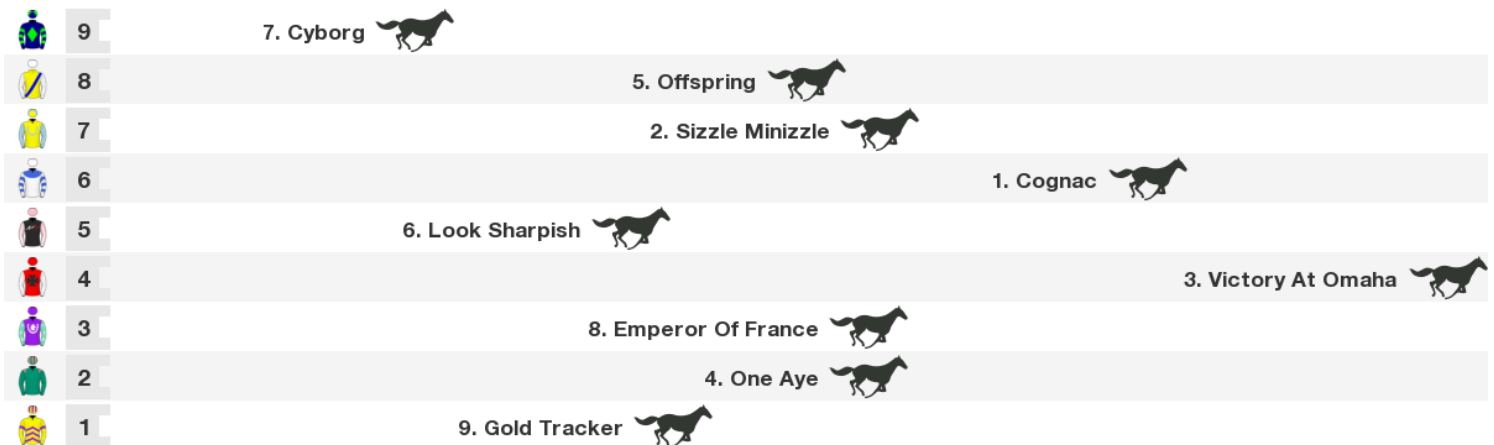 9 7. Cyborg
8 5. Offspring
7 2. Sizzle Minizzle
6 1. Cognac
5 6. Look Sharpish
4 3. Victory At Omaha
3 8. Emperor Of France
2 4. One Aye
1 9. Gold Tracker